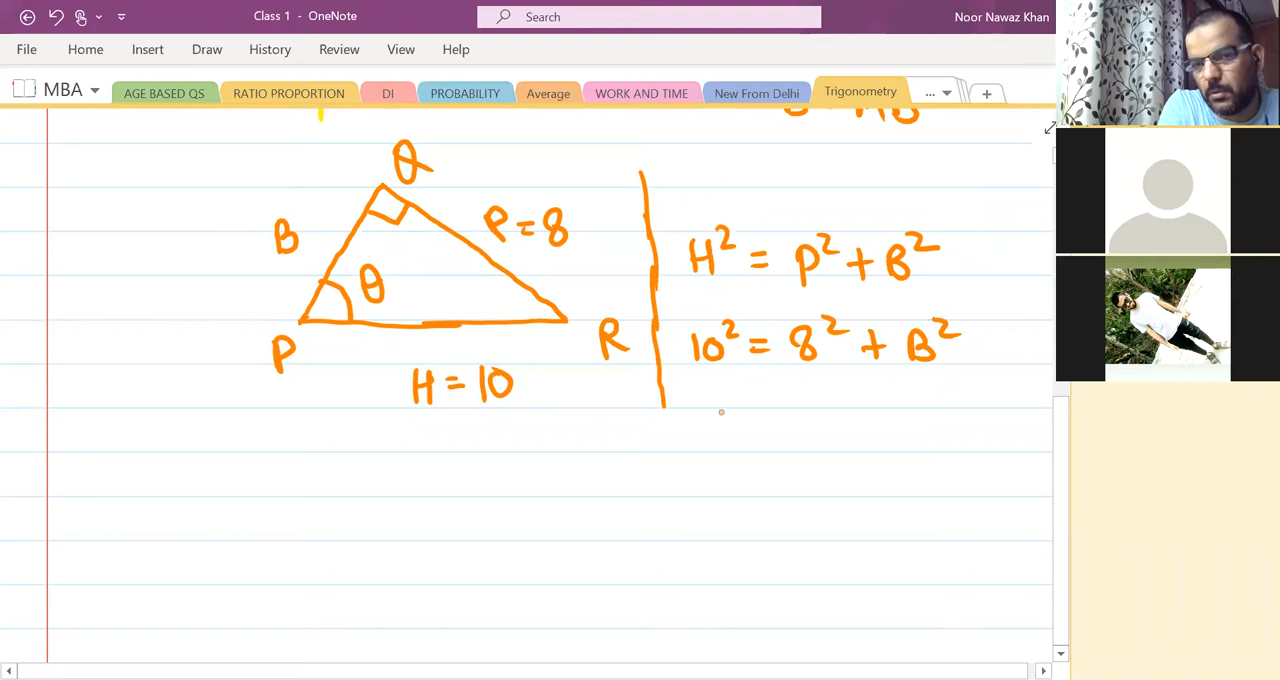 Class 1 - OneNote
Search
Noor Nawaz Khan
File Home Insert Draw History Review View Help
MBA
AGE BASED QS
RATIO PROPORTION
DI
PROBABILITY
Average
WORK AND TIME
New From Delhi
Trigonometry
...
Q
B
P = 8
θ
P
R
H = 10
H² = P² + B²
10² = 8² + B²